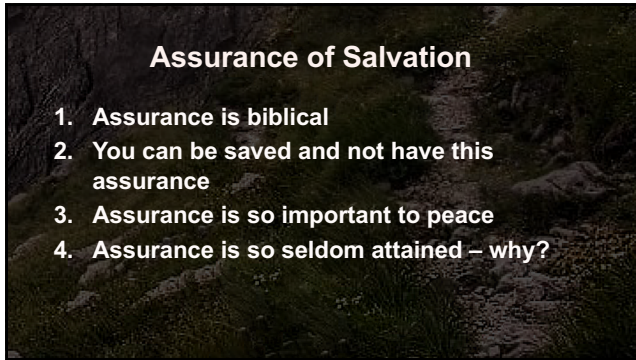 Assurance of Salvation
1. Assurance is biblical
2. You can be saved and not have this
assurance
3. Assurance is so important to peace
4. Assurance is so seldom attained – why?